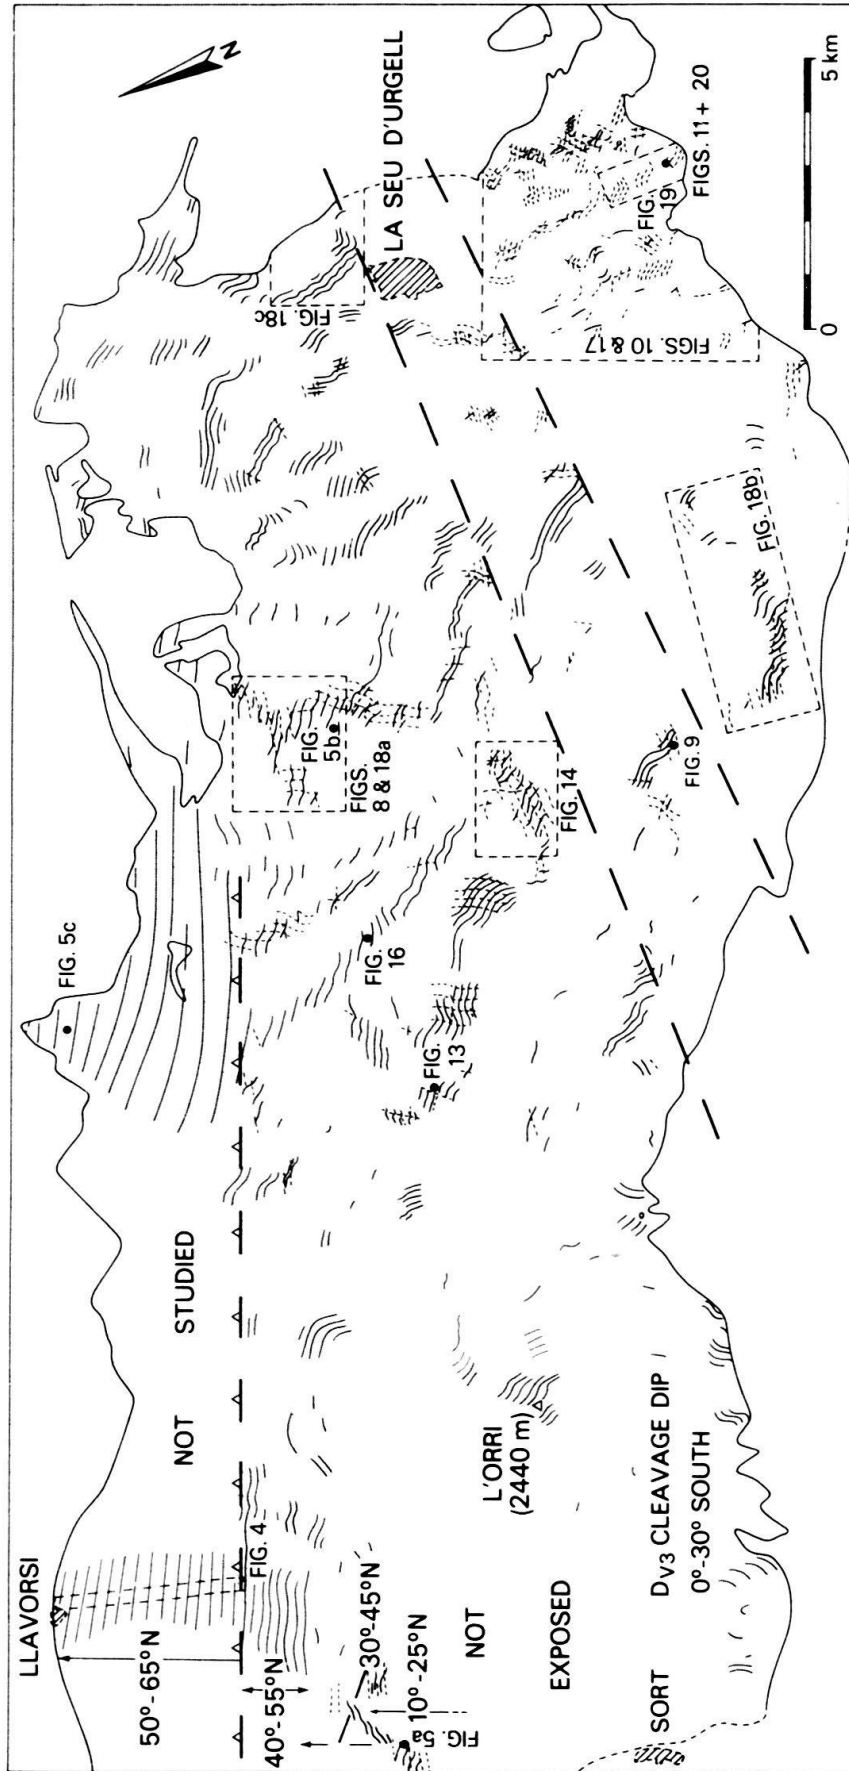 LLAVORSI
50°-65°N
NOT
STUDIED
FIG. 5c
40°-55°N
FIG. 4
30°-45°N
10°-25°N
FIG. 5a
NOT
EXPOSED
SORT
L'ORRI
(2440 m)
D_V3 CLEAVAGE DIP
0°-30° SOUTH
FIG.
13
FIG.
16
FIG.
5b
FIGS.
8 & 18a
FIG. 14
FIG. 9
FIG. 18b
FIG. 18c
LA SEU D'URGELL
FIGS. 10 & 17
FIG.
19
FIGS. 11 + 20
N
0
5 km